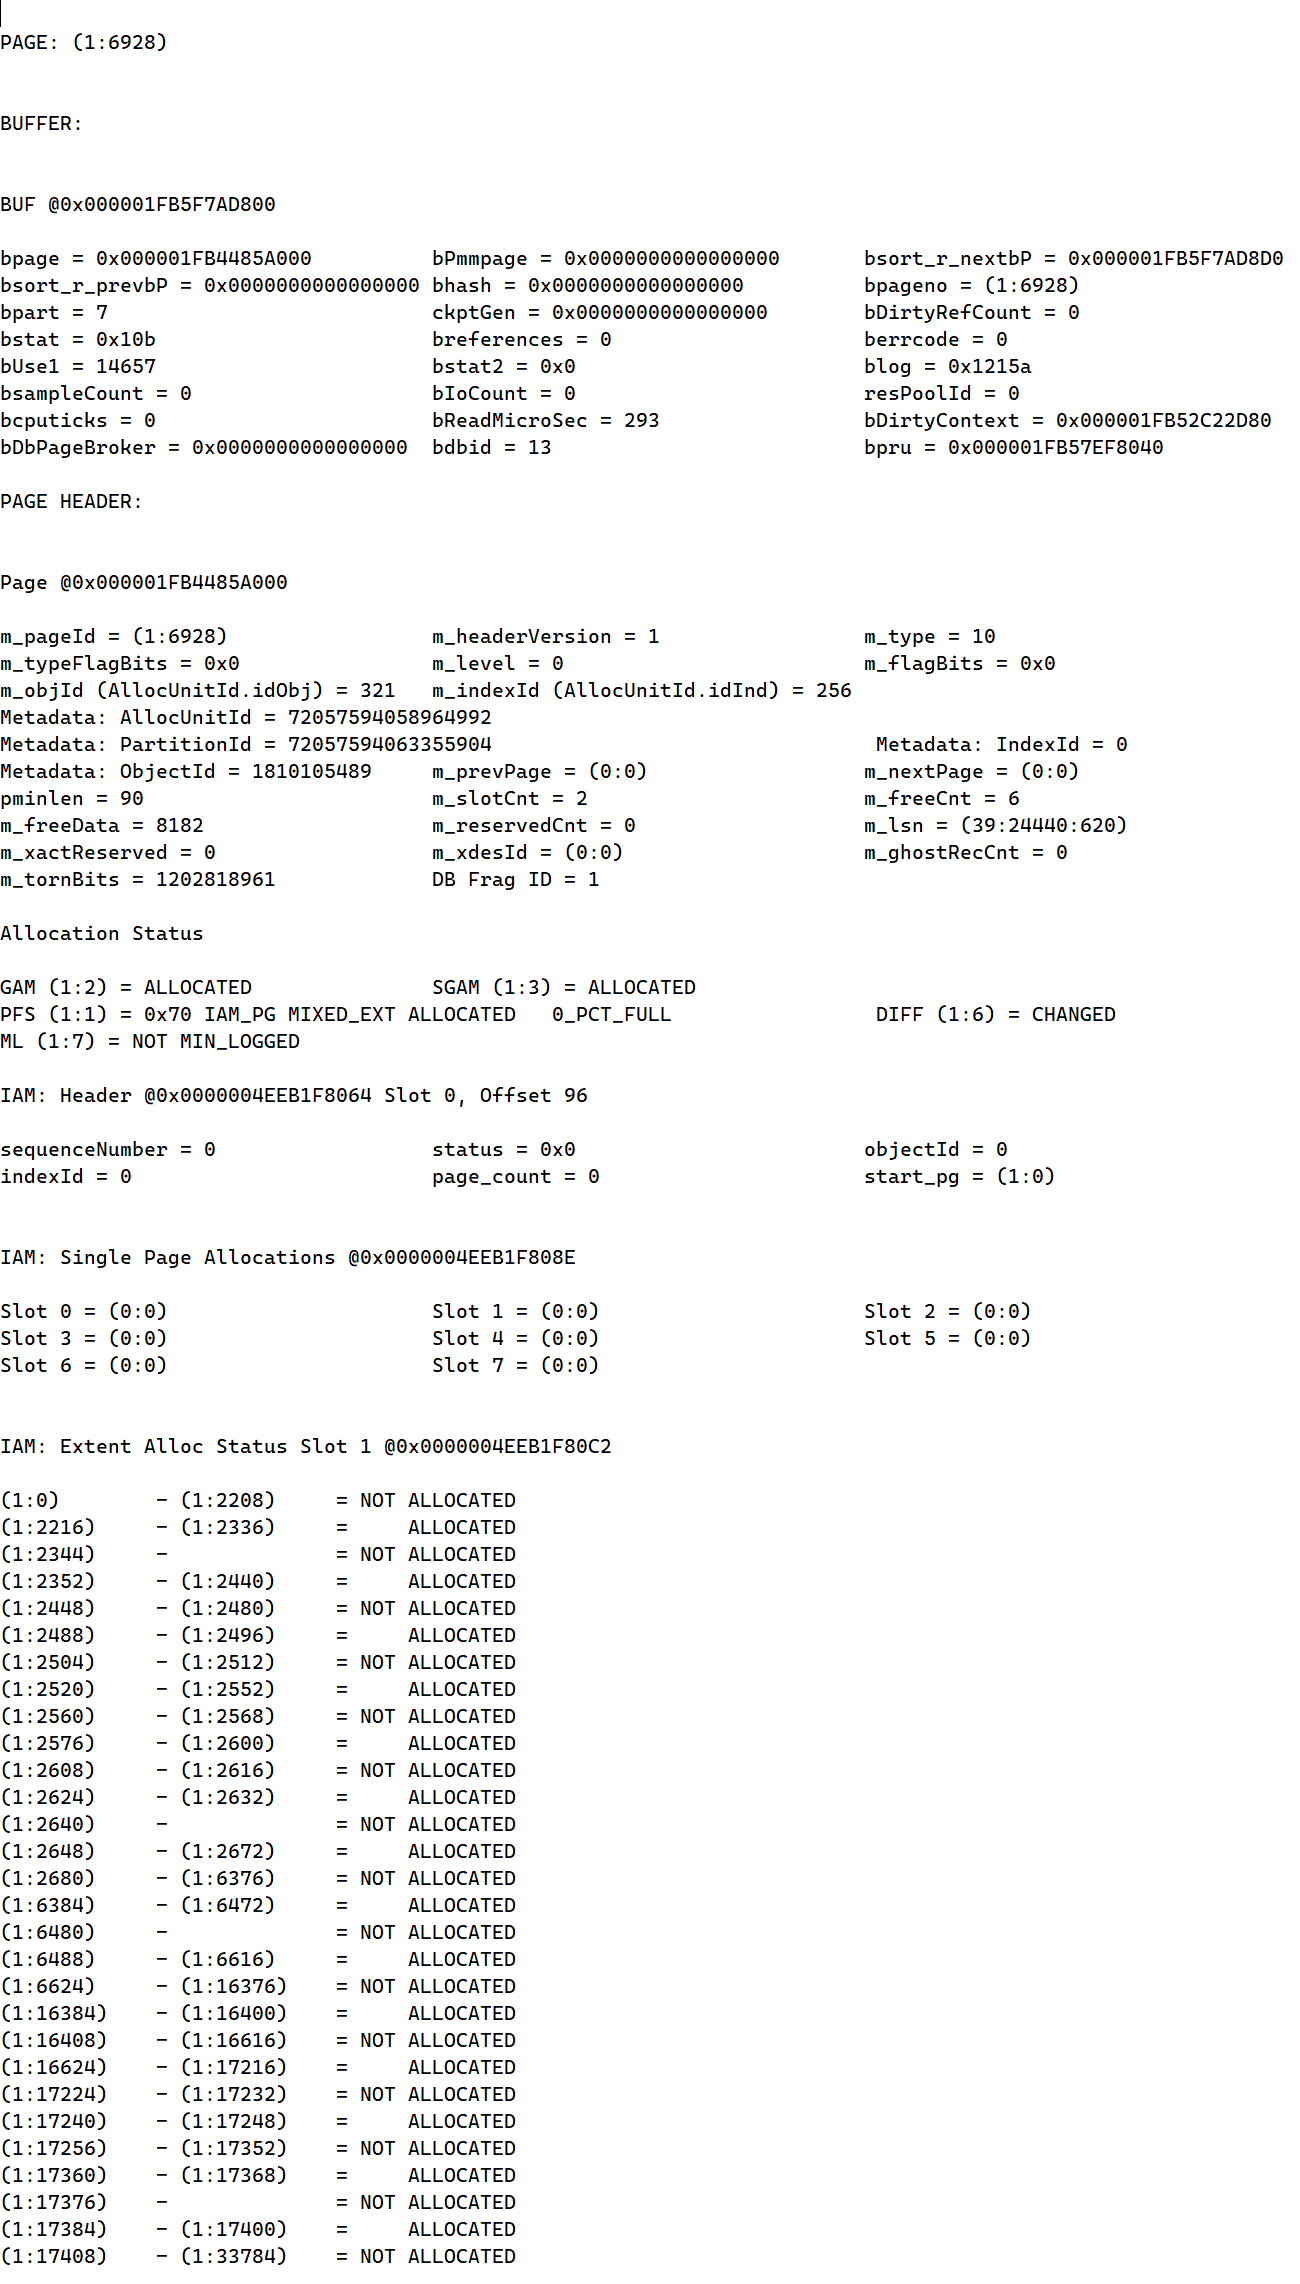 PAGE: (1:6928)
BUFFER:
BUF @0x000001FB5F7AD800
bpage = 0x000001FB4485A000 bPmmpage = 0x0000000000000000 bsort_r_nextbP = 0x000001FB5F7AD8D0
bsort_r_prevbP = 0x0000000000000000 bhash = 0x0000000000000000 bpageno = (1:6928)
bpart = 7 ckptGen = 0x0000000000000000 bDirtyRefCount = 0
bstat = 0x10b breferences = 0 berrcode = 0
bUse1 = 14657 bstat2 = 0x0 blog = 0x1215a
bsampleCount = 0 bIoCount = 0 resPoolId = 0
bcputicks = 0 bReadMicroSec = 293 bDirtyContext = 0x000001FB52C22D80
bDbPageBroker = 0x0000000000000000 bdbid = 13 bpru = 0x000001FB57EF8040
PAGE HEADER:
Page @0x000001FB4485A000
m_pageId = (1:6928) m_headerVersion = 1 m_type = 10
m_typeFlagBits = 0x0 m_level = 0 m_flagBits = 0x0
m_objId (AllocUnitId.idObj) = 321 m_indexId (AllocUnitId.idInd) = 256
Metadata: AllocUnitId = 72057594058964992
Metadata: PartitionId = 72057594063355904 Metadata: IndexId = 0
Metadata: ObjectId = 1810105489 m_prevPage = (0:0) m_nextPage = (0:0)
pminlen = 90 m_slotCnt = 2 m_freeCnt = 6
m_freeData = 8182 m_reservedCnt = 0 m_lsn = (39:24440:620)
m_xactReserved = 0 m_xdesId = (0:0) m_ghostRecCnt = 0
m_tornBits = 1202818961 DB Frag ID = 1
Allocation Status
GAM (1:2) = ALLOCATED SGAM (1:3) = ALLOCATED
PFS (1:1) = 0x70 IAM_PG MIXED_EXT ALLOCATED 0_PCT_FULL DIFF (1:6) = CHANGED
ML (1:7) = NOT MIN_LOGGED
IAM: Header @0x0000004EEB1F8064 Slot 0, Offset 96
sequenceNumber = 0 status = 0x0 objectId = 0
indexId = 0 page_count = 0 start_pg = (1:0)
IAM: Single Page Allocations @0x0000004EEB1F808E
Slot 0 = (0:0) Slot 1 = (0:0) Slot 2 = (0:0)
Slot 3 = (0:0) Slot 4 = (0:0) Slot 5 = (0:0)
Slot 6 = (0:0) Slot 7 = (0:0)
IAM: Extent Alloc Status Slot 1 @0x0000004EEB1F80C2
(1:0) - (1:2208) = NOT ALLOCATED
(1:2216) - (1:2336) = ALLOCATED
(1:2344) - = NOT ALLOCATED
(1:2352) - (1:2440) = ALLOCATED
(1:2448) - (1:2480) = NOT ALLOCATED
(1:2488) - (1:2496) = ALLOCATED
(1:2504) - (1:2512) = NOT ALLOCATED
(1:2520) - (1:2552) = ALLOCATED
(1:2560) - (1:2568) = NOT ALLOCATED
(1:2576) - (1:2600) = ALLOCATED
(1:2608) - (1:2616) = NOT ALLOCATED
(1:2624) - (1:2632) = ALLOCATED
(1:2640) - = NOT ALLOCATED
(1:2648) - (1:2672) = ALLOCATED
(1:2680) - (1:6376) = NOT ALLOCATED
(1:6384) - (1:6472) = ALLOCATED
(1:6480) - = NOT ALLOCATED
(1:6488) - (1:6616) = ALLOCATED
(1:6624) - (1:16376) = NOT ALLOCATED
(1:16384) - (1:16400) = ALLOCATED
(1:16408) - (1:16616) = NOT ALLOCATED
(1:16624) - (1:17216) = ALLOCATED
(1:17224) - (1:17232) = NOT ALLOCATED
(1:17240) - (1:17248) = ALLOCATED
(1:17256) - (1:17352) = NOT ALLOCATED
(1:17360) - (1:17368) = ALLOCATED
(1:17376) - = NOT ALLOCATED
(1:17384) - (1:17400) = ALLOCATED
(1:17408) - (1:33784) = NOT ALLOCATED